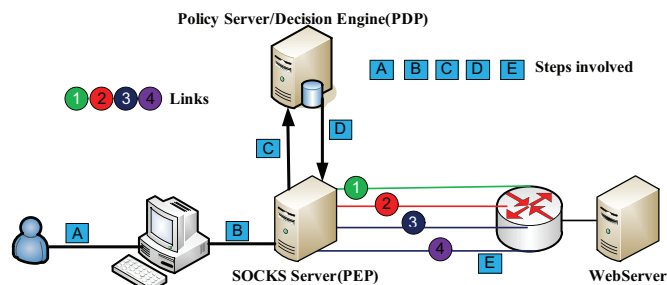 Policy Server/Decision Engine(PDP)
A B C D E Steps involved
1 2 3 4 Links
C
D
1
2
3
4
A
B
E
SOCKS Server(PEP)
WebServer